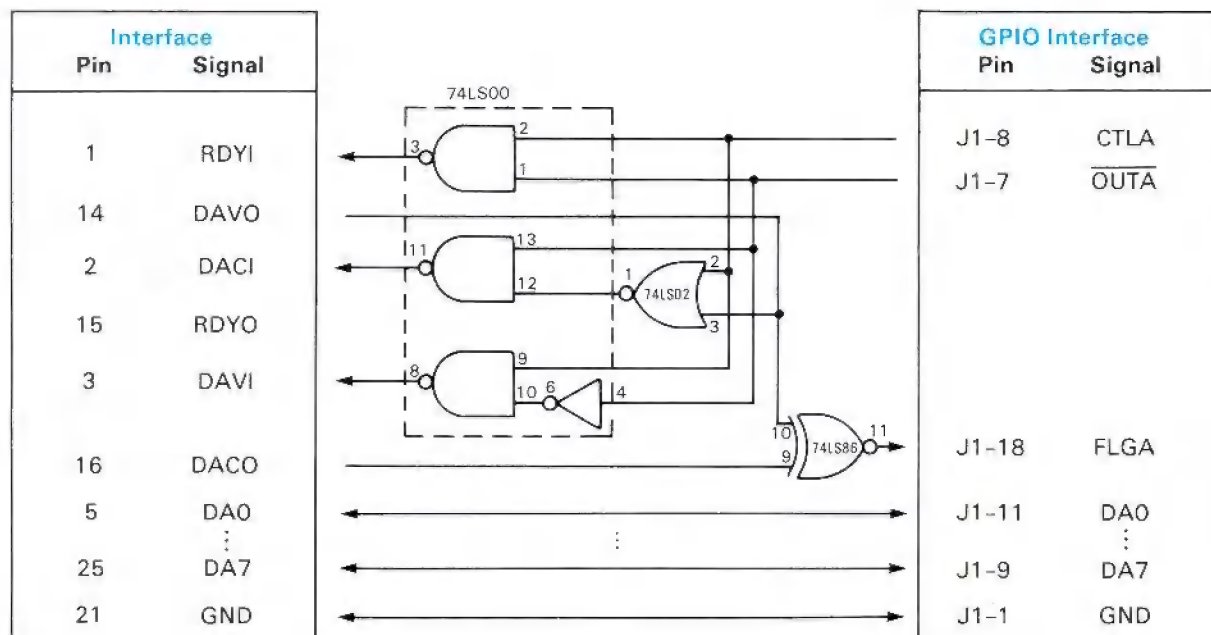 Interface
Pin Signal
1 RDYI
14 DAVO
2 DACI
15 RDYO
3 DAVI
16 DACO
5 DA0
25 DA7
21 GND
74LS00
3
2
1
11
13
12
1
74LS02
2
3
8
9
10
6
4
10
9
74LS86
11
GPIO Interface
Pin Signal
J1-8 CTLA
J1-7 OUTA
J1-18 FLGA
J1-11 DA0
J1-9 DA7
J1-1 GND